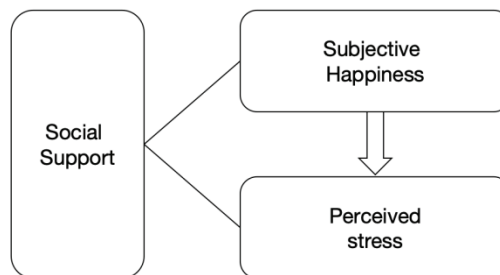 Social
Support
Subjective
Happiness
Perceived
stress